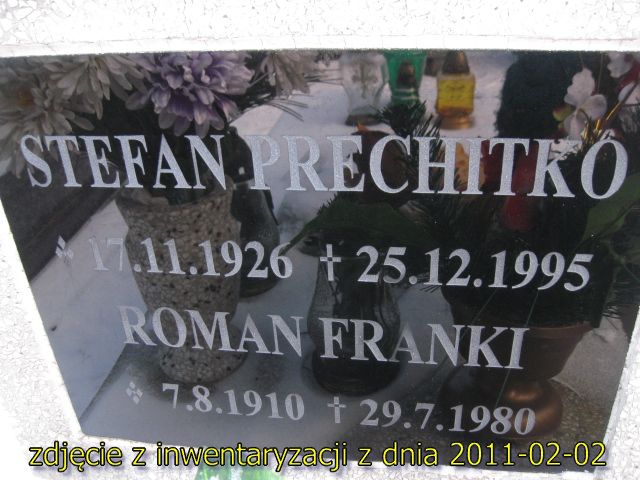 STEFAN PRECHITKO
17.11.1926 † 25.12.1995
ROMAN FRANKI
7.8.1910 † 29.7.1980
zdjęcie z inwentaryzacji z dnia 2011-02-02